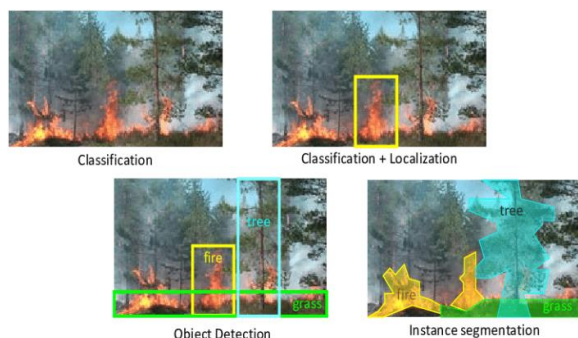 Classification
Classification + Localization
fire
tree
grass
Object Detection
fire
tree
grass
Instance segmentation